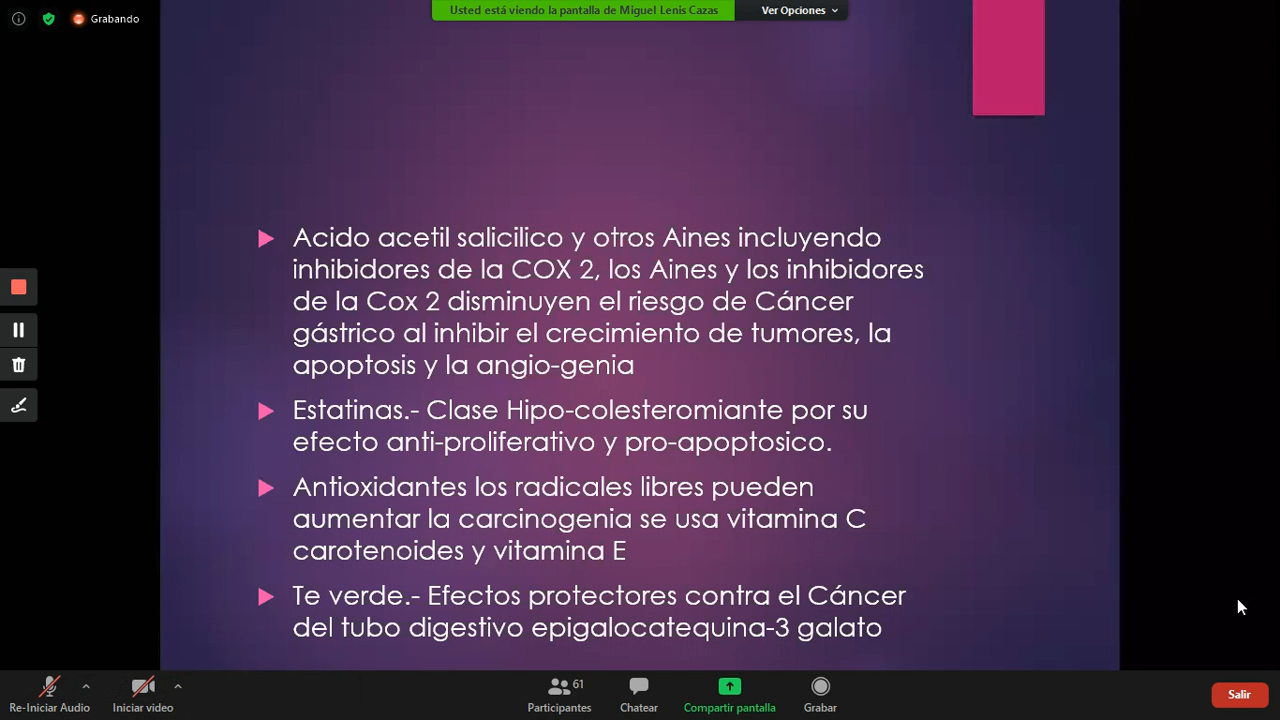 Grabando
Usted está viendo la pantalla de Miguel Lenis Cazas
Ver Opciones
Acido acetil salicilico y otros Aines incluyendo
inhibidores de la COX 2, los Aines y los inhibidores
de la Cox 2 disminuyen el riesgo de Cáncer
gástrico al inhibir el crecimiento de tumores, la
apoptosis y la angio-genia
Estatinas.- Clase Hipo-colesteromiante por su
efecto anti-proliferativo y pro-apoptosico.
Antioxidantes los radicales libres pueden
aumentar la carcinogenia se usa vitamina C
carotenoides y vitamina E
Te verde.- Efectos protectores contra el Cáncer
del tubo digestivo epigalocatequina-3 galato
Re-Iniciar Audio
Iniciar video
61
Participantes
Chatear
Compartir pantalla
Grabar
Salir